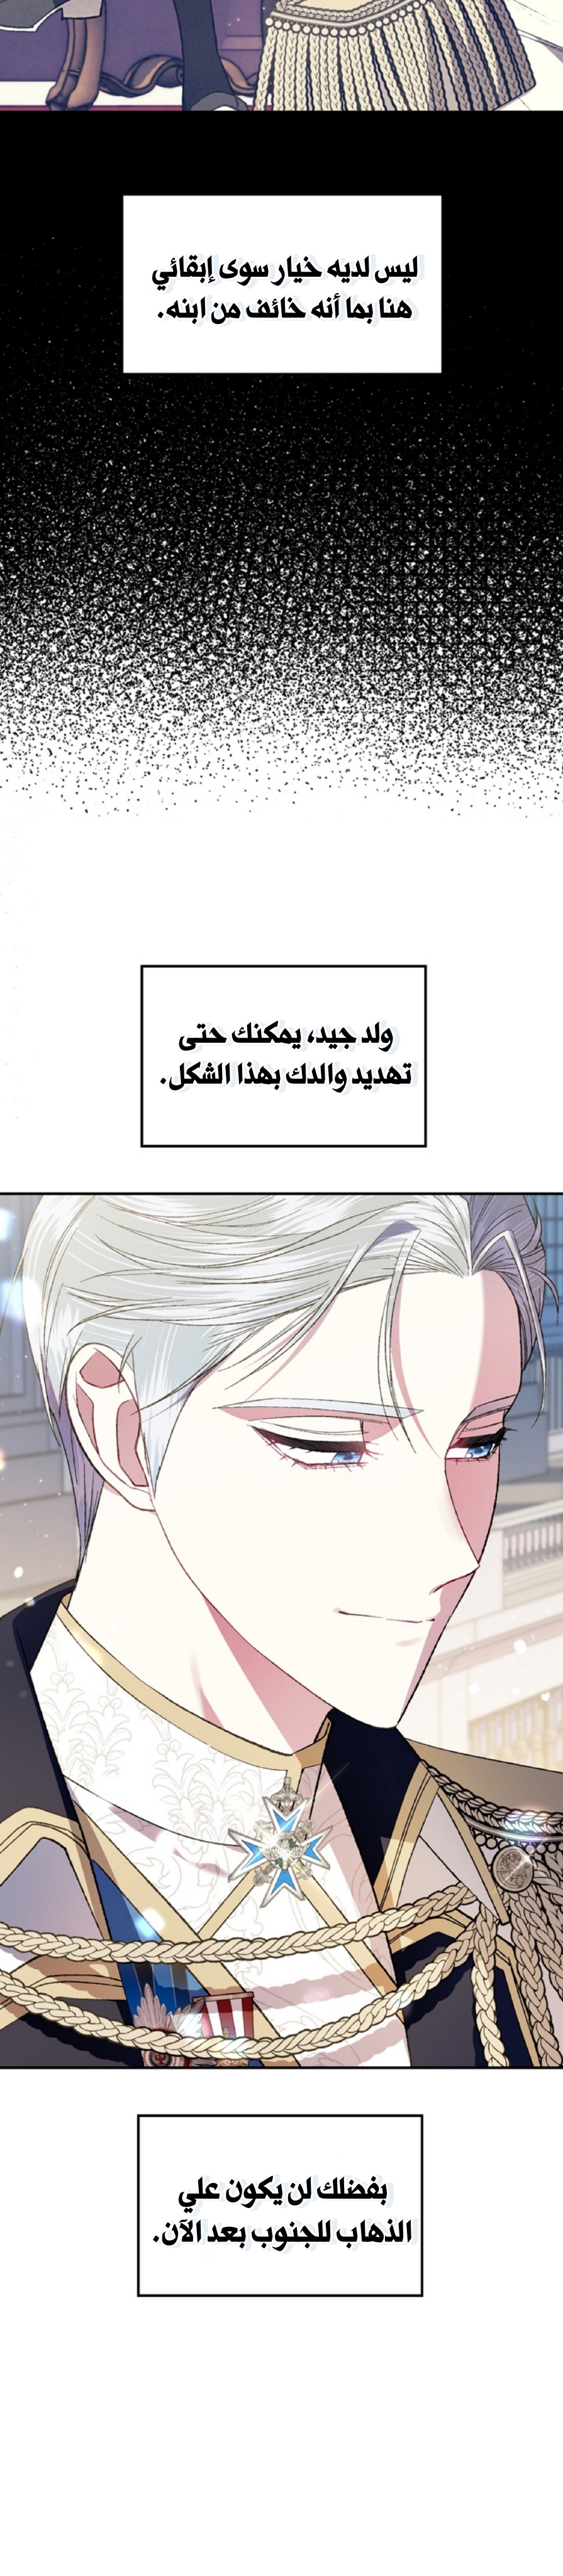 ليس لديه خيار سوى إبقائي
هنا بما أنه خائف من ابنه.
ولد جيد، يمكنك حتى
تهديد والدك بهذا الشكل.
بفضلك لن يكون علي
الذهاب للجنوب بعد الآن.